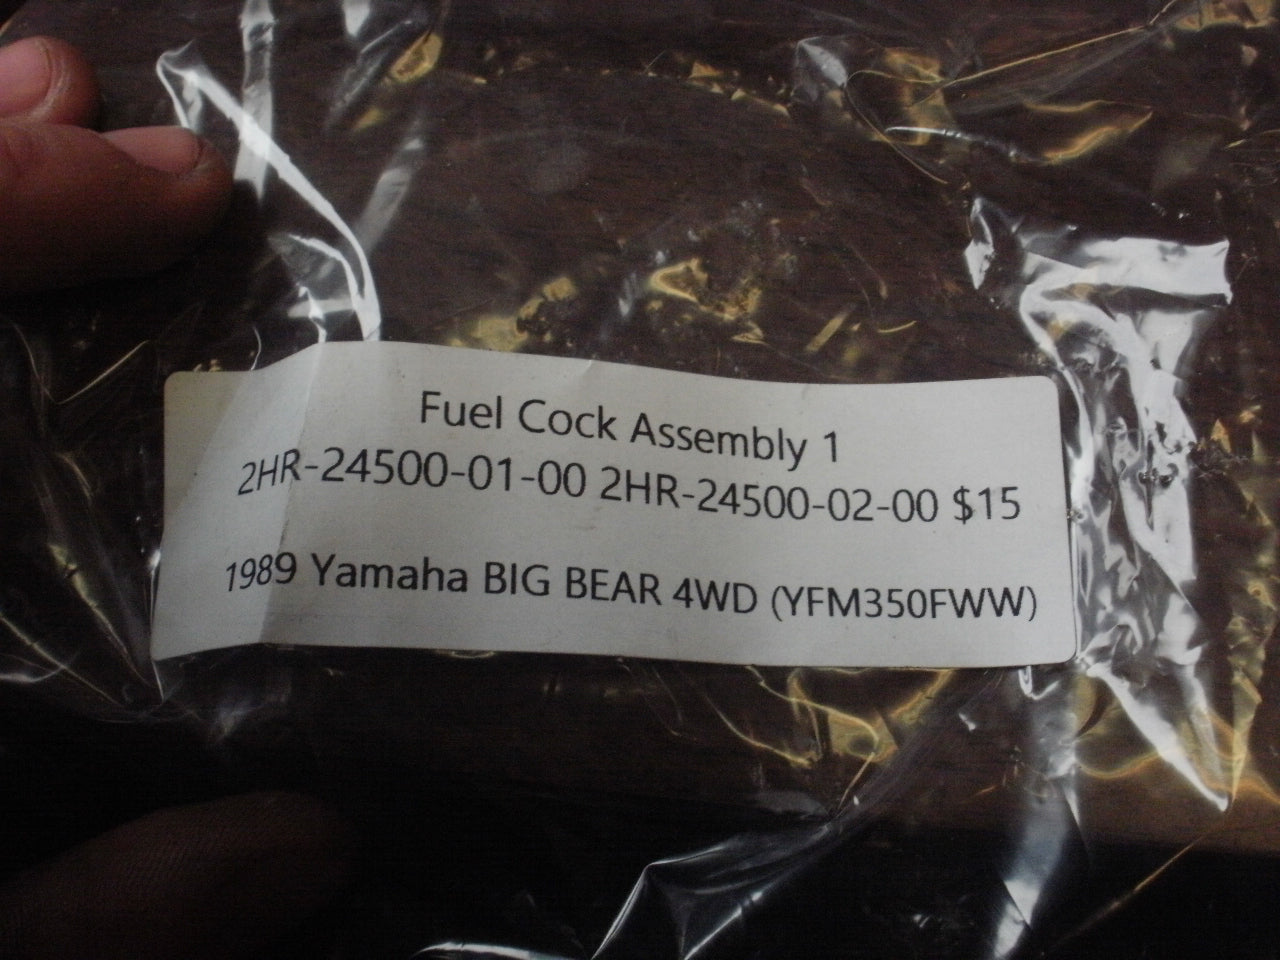 Fuel Cock Assembly 1
2HR-24500-01-00 2HR-24500-02-00 $15
1989 Yamaha BIG BEAR 4WD (YFM350FWW)